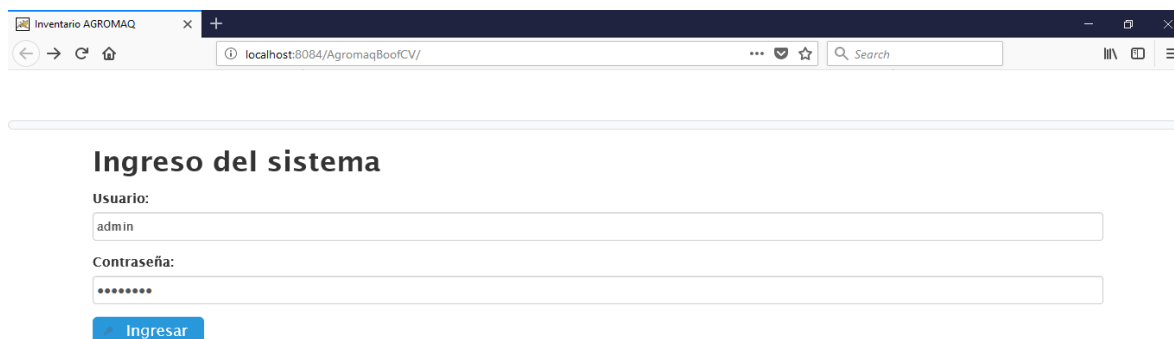 Inventario AGROMAQ
localhost:8084/AgromaqBoofCV/ Search
Ingreso del sistema
Usuario:
admin
Contraseña:
••••••••
Ingresar